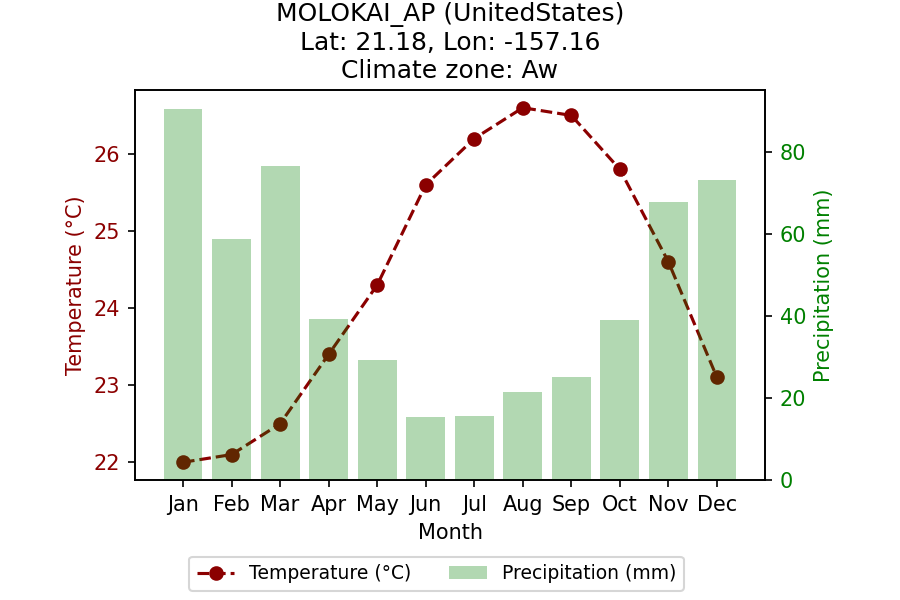 MOLOKAI_AP (UnitedStates)
Lat: 21.18, Lon: -157.16
Climate zone: Aw
Temperature (°C)
26
25
24
23
22
80
60
40
20
0
Precipitation (mm)
Jan Feb Mar Apr May Jun Jul Aug Sep Oct Nov Dec
Month
Temperature (°C) Precipitation (mm)